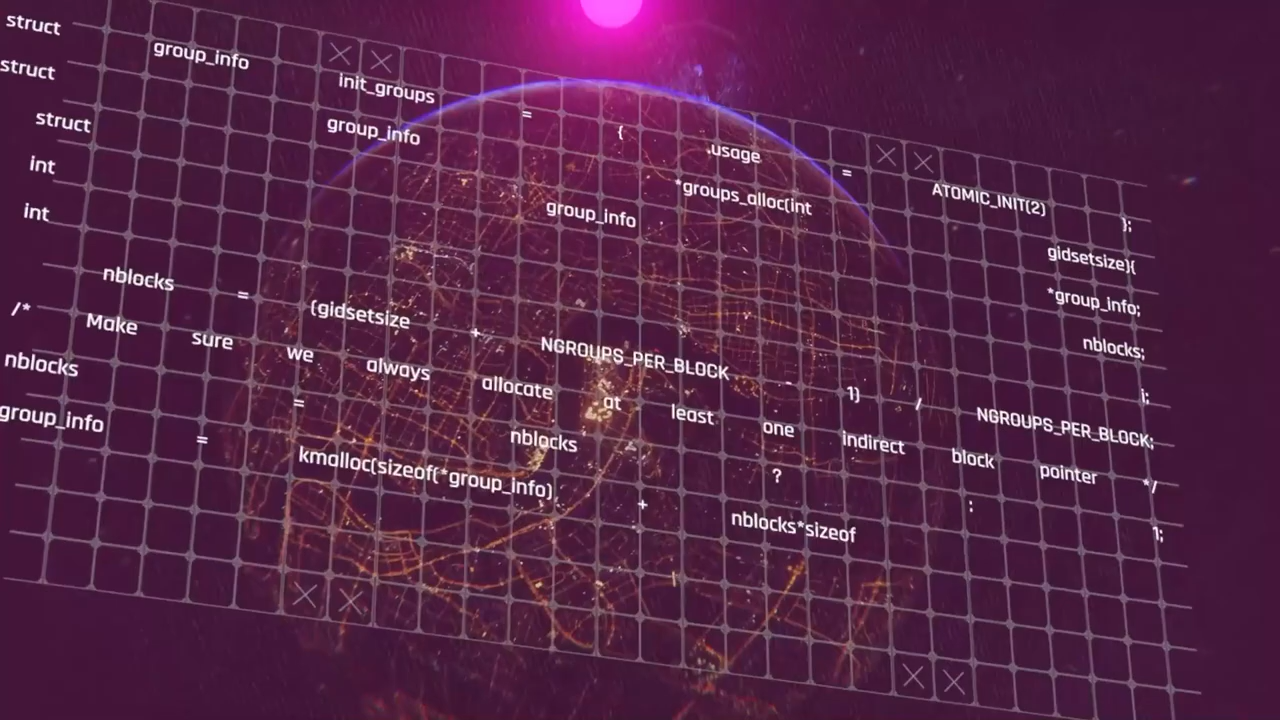 struct group_info init_groups = { .usage = ATOMIC_INIT(2) };
struct group_info *groups_alloc(int gidsetsize){
struct group_info *group_info;
int nblocks;
int i;
nblocks = (gidsetsize + NGROUPS_PER_BLOCK - 1) / NGROUPS_PER_BLOCK;
/* Make sure we always allocate at least one indirect block pointer */
nblocks = nblocks ? : 1;
group_info = kmalloc(sizeof(*group_info) + nblocks*sizeof